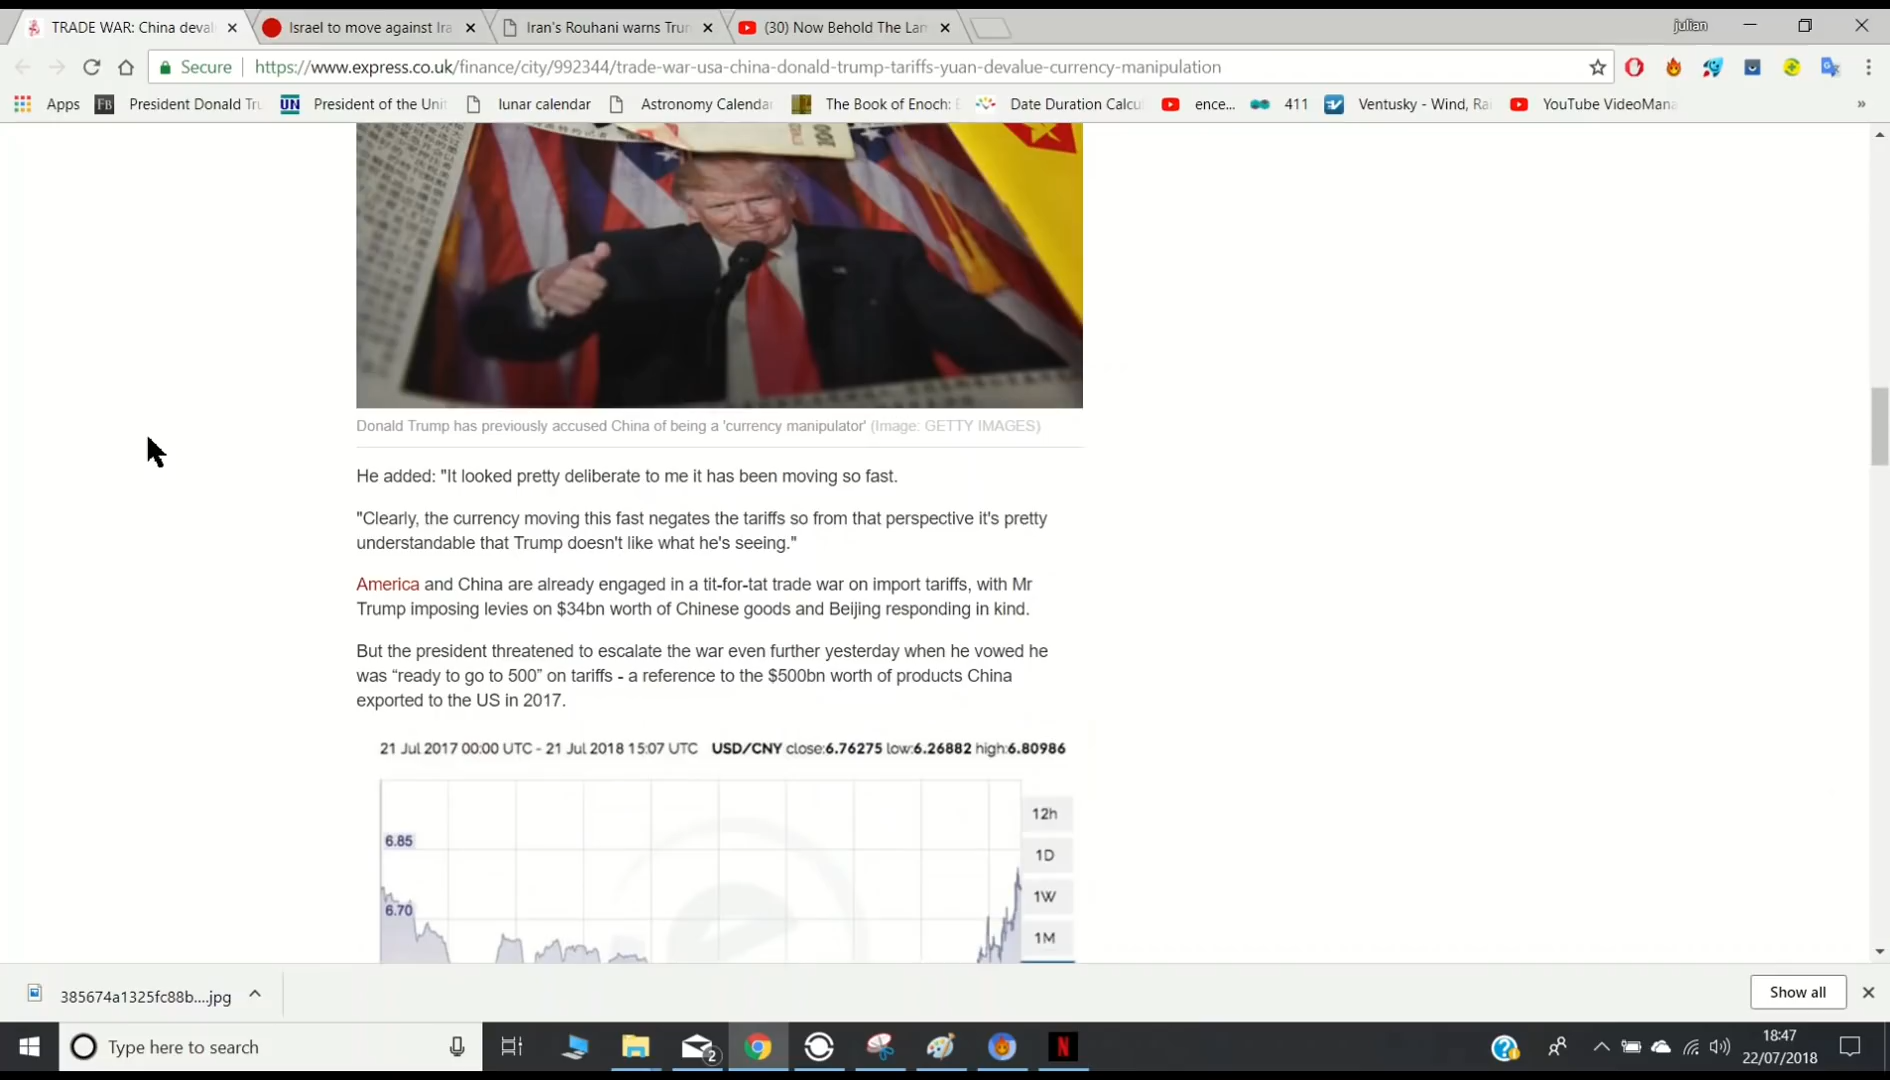 TRADE WAR: China deval
Israel to move against Ira
Iran's Rouhani warns Trum
(30) Now Behold The Lam
julian
Secure
https://www.express.co.uk/finance/city/992344/trade-war-usa-china-donald-trump-tariffs-yuan-devalue-currency-manipulation
Apps
FB
President Donald Tru
UN
President of the Unit
lunar calendar
Astronomy Calendar
The Book of Enoch:
Date Duration Calcu
ence...
411
Ventusky - Wind, Rai
YouTube VideoMana
»
100
Donald Trump has previously accused China of being a 'currency manipulator' (Image: GETTY IMAGES)
He added: "It looked pretty deliberate to me it has been moving so fast.
"Clearly, the currency moving this fast negates the tariffs so from that perspective it's pretty
understandable that Trump doesn't like what he's seeing."
America and China are already engaged in a tit-for-tat trade war on import tariffs, with Mr
Trump imposing levies on $34bn worth of Chinese goods and Beijing responding in kind.
But the president threatened to escalate the war even further yesterday when he vowed he
was “ready to go to 500” on tariffs - a reference to the $500bn worth of products China
exported to the US in 2017.
21 Jul 2017 00:00 UTC - 21 Jul 2018 15:07 UTC USD/CNY close:6.76275 low:6.26882 high:6.80986
6.85
6.70
12h
1D
1W
1M
385674a1325fc88b....jpg
Show all
Type here to search
2
N
18:47
22/07/2018